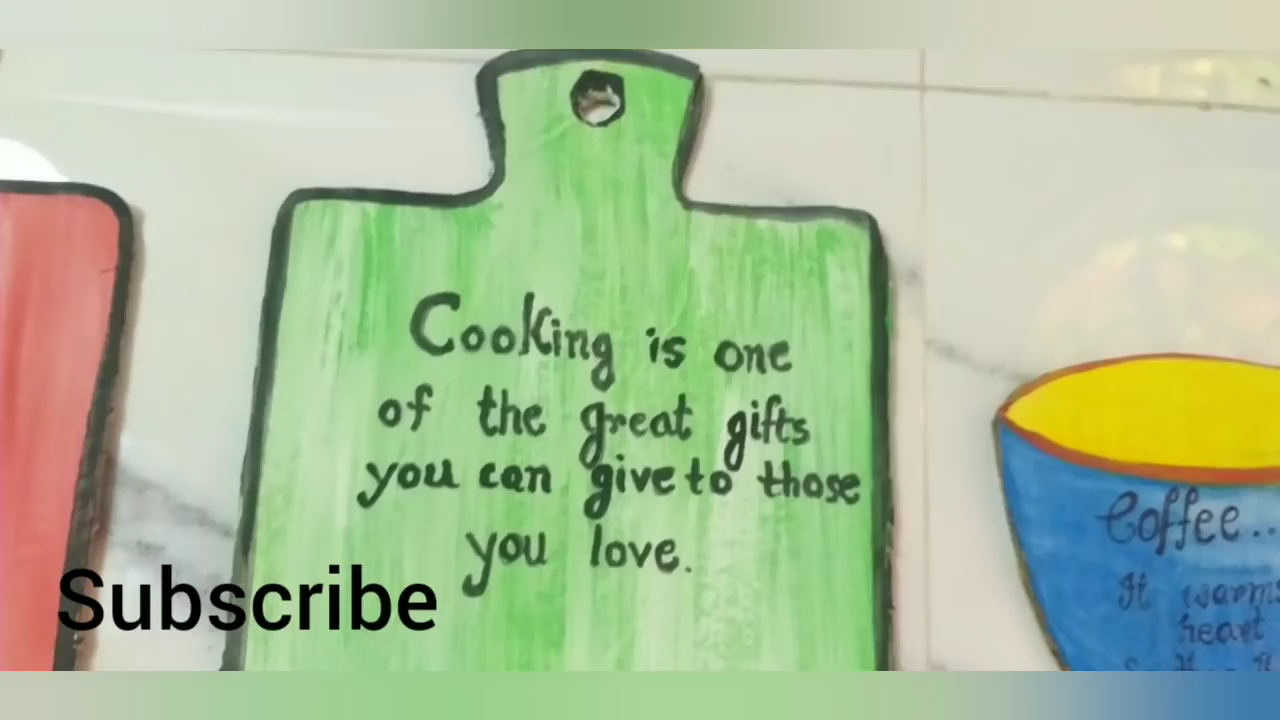 Cooking is one
of the great gifts
you can give to those
you love.
Subscribe
Coffee...
It warms
heart